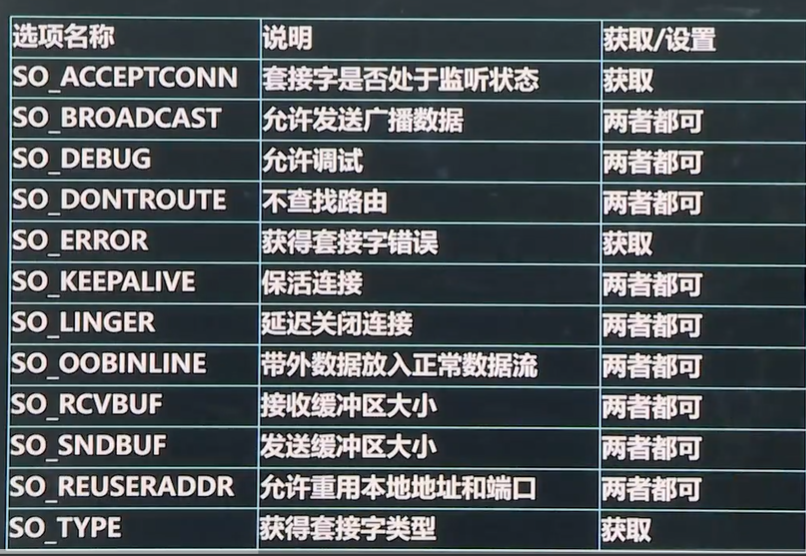 选项名称 说明 获取/设置
SO_ACCEPTCONN 套接字是否处于监听状态 获取
SO_BROADCAST 允许发送广播数据 两者都可
SO_DEBUG 允许调试 两者都可
SO_DONTROUTE 不查找路由 两者都可
SO_ERROR 获得套接字错误 获取
SO_KEEPALIVE 保活连接 两者都可
SO_LINGER 延迟关闭连接 两者都可
SO_OOBINLINE 带外数据放入正常数据流 两者都可
SO_RCVBUF 接收缓冲区大小 两者都可
SO_SNDBUF 发送缓冲区大小 两者都可
SO_REUSERADDR 允许重用本地地址和端口 两者都可
SO_TYPE 获得套接字类型 获取